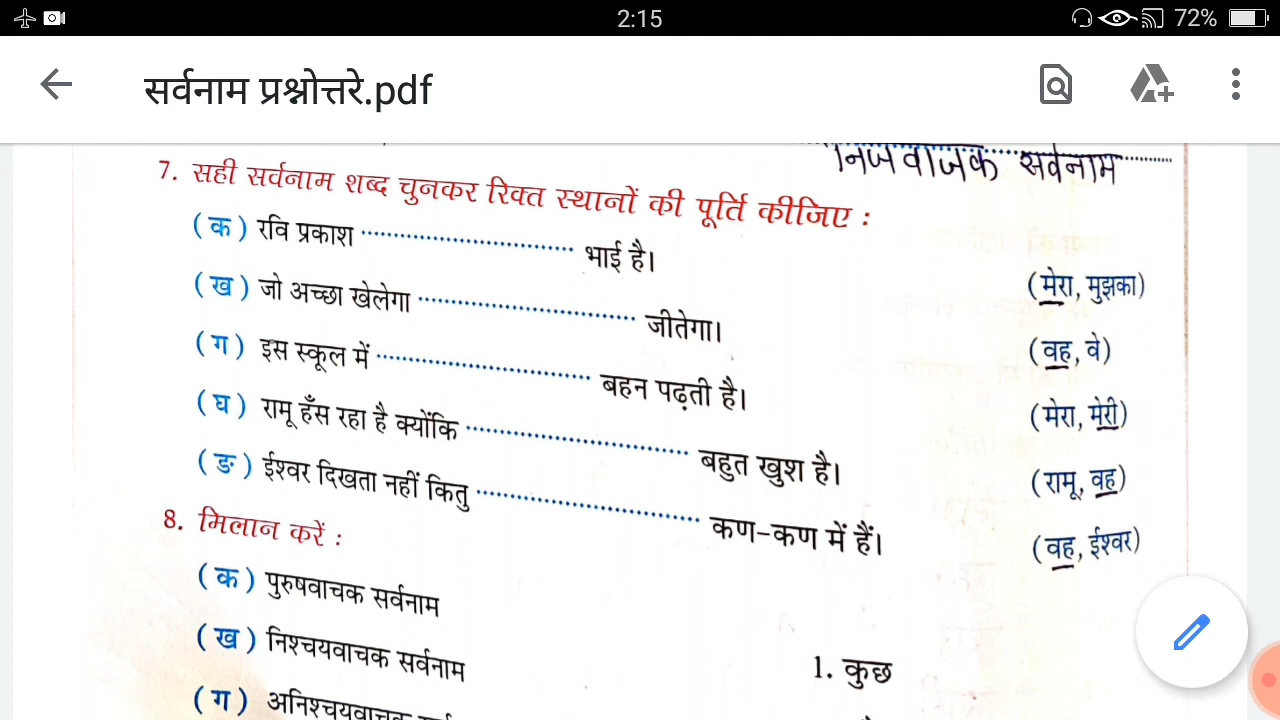 2:15
72%
सर्वनाम प्रश्नोत्तरे.pdf
निजवाजक सर्वनाम
7. सही सर्वनाम शब्द चुनकर रिक्त स्थानों की पूर्ति कीजिए :
(क) रवि प्रकाश .................... भाई है। (मेरा, मुझका)
(ख) जो अच्छा खेलेगा .................... जीतेगा। (वह, वे)
(ग) इस स्कूल में .................... बहन पढ़ती है। (मेरा, मेरी)
(घ) रामू हँस रहा है क्योंकि .................... बहुत खुश है। (रामू, वह)
(ङ) ईश्वर दिखता नहीं किंतु .................... कण-कण में हैं। (वह, ईश्वर)
8. मिलान करें :
(क) पुरुषवाचक सर्वनाम
(ख) निश्चयवाचक सर्वनाम 1. कुछ
(ग) अनिश्चयवाचक